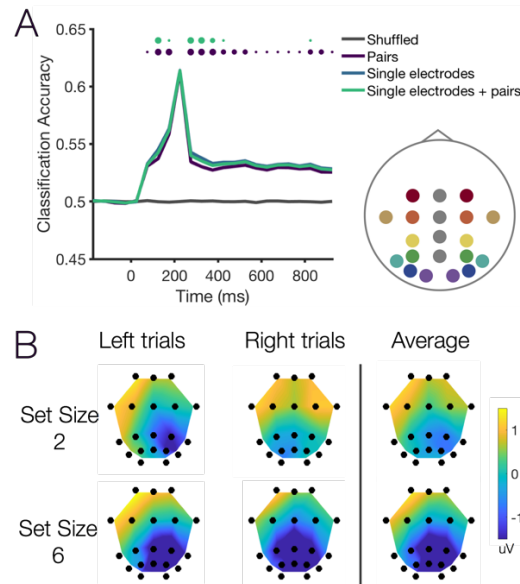 A
0.65
0.6
0.55
0.5
0.45
Classification Accuracy
0 200 400 600 800
Time (ms)
Shuffled
Pairs
Single electrodes
Single electrodes + pairs
B
Left trials Right trials Average
Set Size
2
Set Size
6
1
0
-1
uV